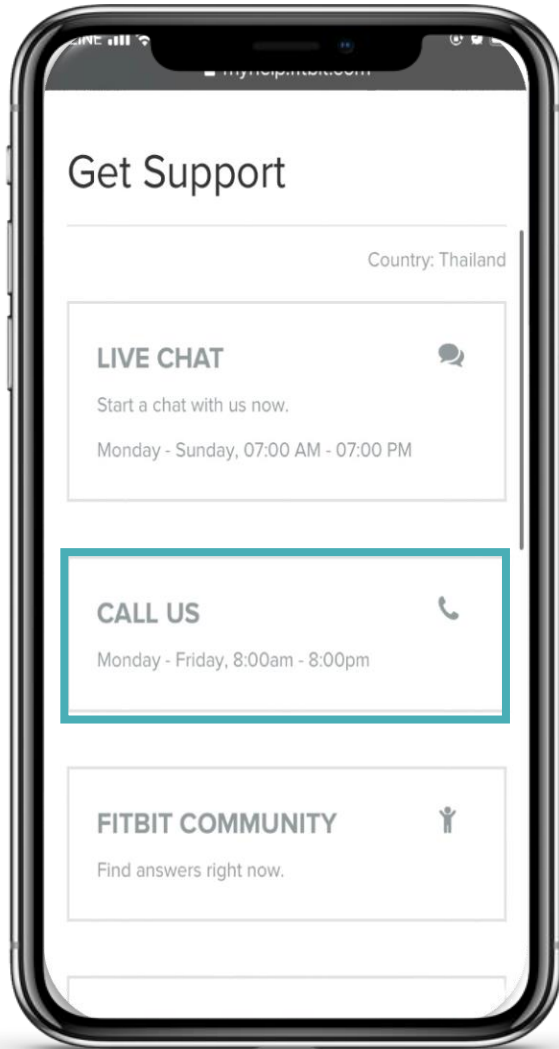 Get Support
Country: Thailand
LIVE CHAT
Start a chat with us now.
Monday - Sunday, 07:00 AM - 07:00 PM
CALL US
Monday - Friday, 8:00am - 8:00pm
FITBIT COMMUNITY
Find answers right now.